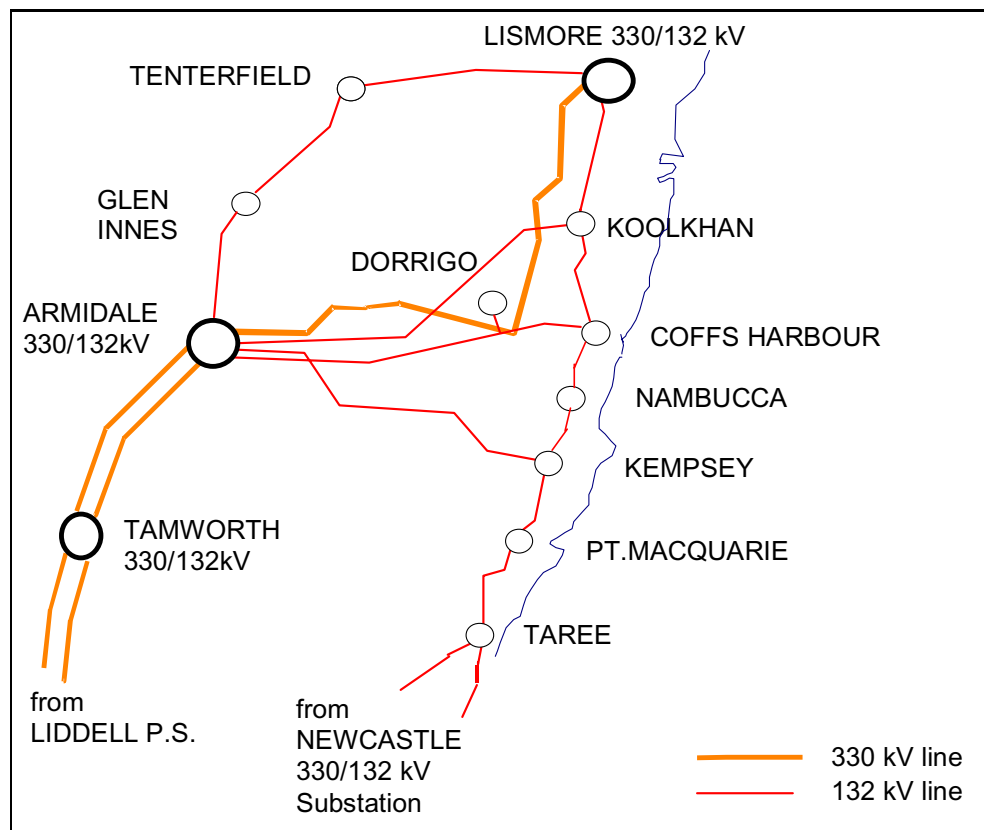 LISMORE 330/132 kV
TENTERFIELD
GLEN
INNES
KOOLKHAN
DORRIGO
ARMIDALE
330/132kV
COFFS HARBOUR
NAMBUCCA
KEMPSEY
TAMWORTH
330/132kV
PT.MACQUARIE
TAREE
from
LIDDELL P.S.
from
NEWCASTLE
330/132 kV
Substation
330 kV line
132 kV line